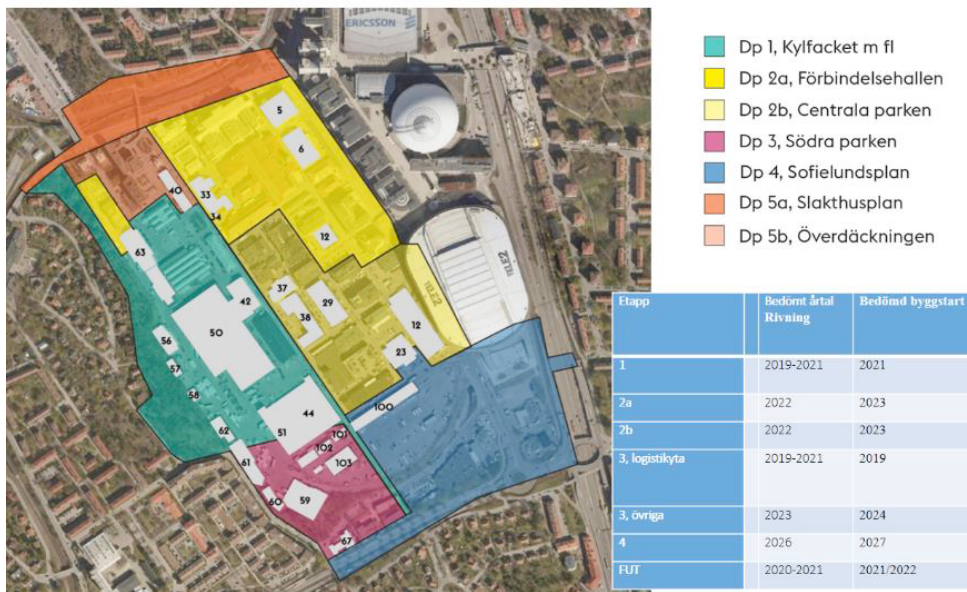 ERICSSON
TELE2
TELE2
5
6
40
33
34
12
63
37
42
29
38
12
50
56
23
57
58
100
44
62
51
101
102
61
103
60
59
67
Dp 1, Kylfacket m fl
Dp 2a, Förbindelsehallen
Dp 2b, Centrala parken
Dp 3, Södra parken
Dp 4, Sofielundsplan
Dp 5a, Slakthusplan
Dp 5b, Överdäckningen
Etapp Bedömt årtal Bedömd byggstart
Rivning
1 2019-2021 2021
2a 2022 2023
2b 2022 2023
3, logistikyta 2019-2021 2019
3, övriga 2023 2024
4 2026 2027
FUT 2020-2021 2021/2022